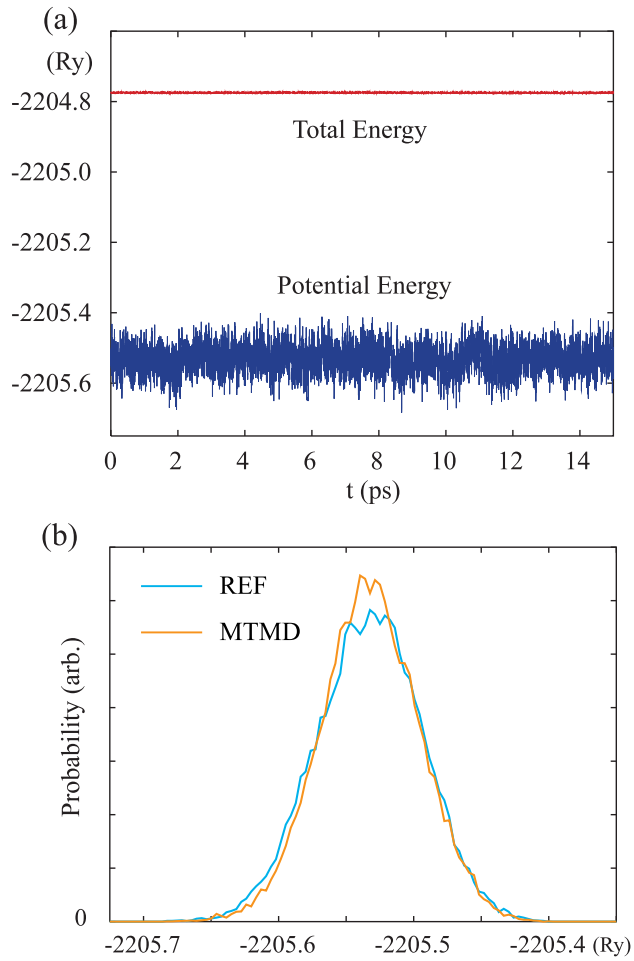 (a)
(Ry)
-2204.8
Total Energy
-2205.0
-2205.2
Potential Energy
-2205.4
-2205.6
0 2 4 6 8 10 12 14
t (ps)
(b)
REF
MTMD
Probability (arb.)
0
-2205.7 -2205.6 -2205.5 -2205.4 (Ry)